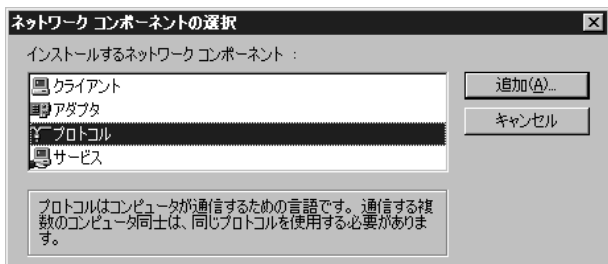 ネットワーク コンポーネントの選択
インストールするネットワーク コンポーネント :
クライアント
アダプタ
プロトコル
サービス
追加(A)...
キャンセル
プロトコルはコンピュータが通信するための言語です。通信する複
数のコンピュータ同士は、同じプロトコルを使用する必要がありま
す。